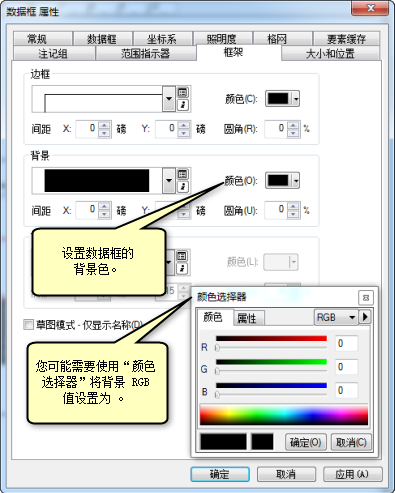 数据框 属性
常规 数据框 坐标系 照明度 格网 要素缓存
注记组 范围指示器 框架 大小和位置
边框
颜色(C):
间距 X: 0 磅 Y: 0 磅 圆角(R): 0 %
背景
颜色(O):
间距 X: 0 磅 Y: 0 磅 圆角(U): 0 %
设置数据框的
背景色。
颜色(L):
草图模式 - 仅显示名称(D)
颜色选择器
颜色 属性 RGB
R 0
G 0
B 0
确定(O) 取消(C)
您可能需要使用“颜色
选择器”将背景 RGB
值设置为 。
确定 取消 应用(A)